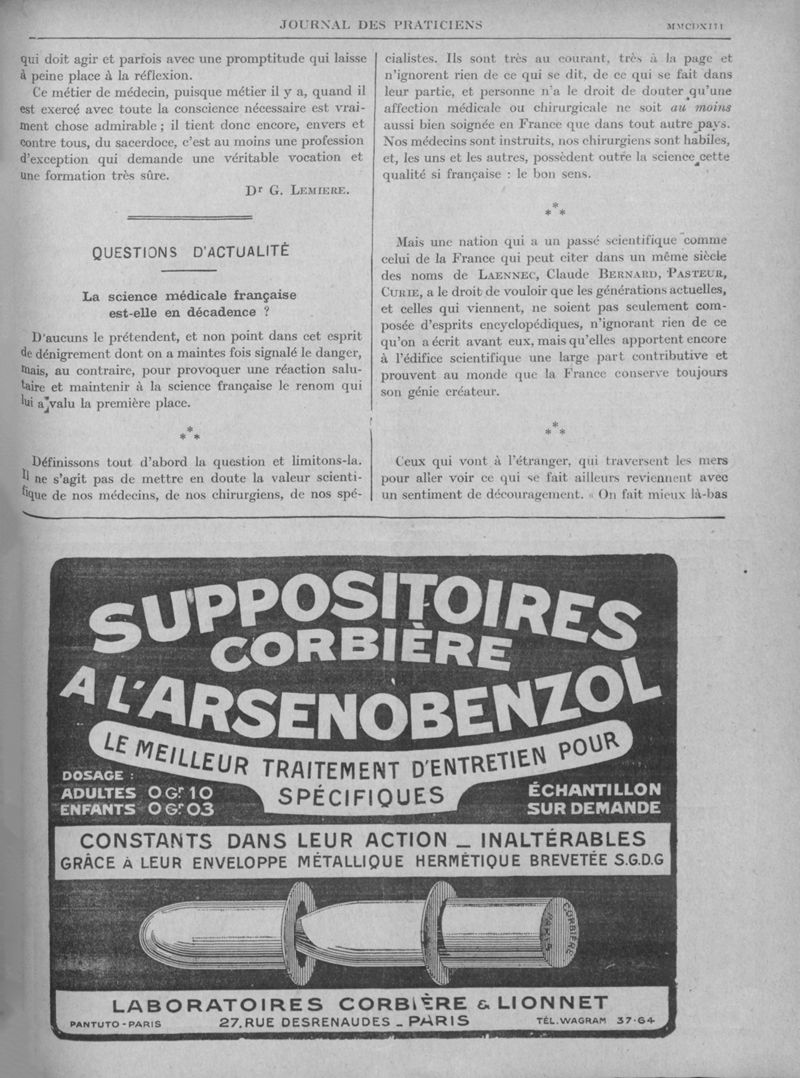 JOURNAL DES PRATICIENS
MMCDXIII
qui doit agir et parfois avec une promptitude qui laisse
à peine place à la réflexion.
Ce métier de médecin, puisque métier il y a, quand il
est exercé avec toute la conscience nécessaire est vrai-
ment chose admirable ; il tient donc encore, envers et
contre tous, du sacerdoce, c'est au moins une profession
d'exception qui demande une véritable vocation et
une formation très sûre.
Dr G. LEMIERE.
QUESTIONS D'ACTUALITÉ
La science médicale française
est-elle en décadence ?
D'aucuns le prétendent, et non point dans cet esprit
de dénigrement dont on a maintes fois signalé le danger,
mais, au contraire, pour provoquer une réaction salu-
taire et maintenir à la science française le renom qui
lui a valu la première place.
*
* *
Définissons tout d'abord la question et limitons-la.
Il ne s'agit pas de mettre en doute la valeur scienti-
fique de nos médecins, de nos chirurgiens, de nos spé-
cialistes. Ils sont très au courant, très à la page et
n'ignorent rien de ce qui se dit, de ce qui se fait dans
leur partie, et personne n'a le droit de douter qu'une
affection médicale ou chirurgicale ne soit au moins
aussi bien soignée en France que dans tout autre pays.
Nos médecins sont instruits, nos chirurgiens sont habiles,
et, les uns et les autres, possèdent outre la science cette
qualité si française : le bon sens.
*
* *
Mais une nation qui a un passé scientifique comme
celui de la France qui peut citer dans un même siècle
des noms de LAENNEC, Claude BERNARD, PASTEUR,
CURIE, a le droit de vouloir que les générations actuelles,
et celles qui viennent, ne soient pas seulement com-
posée d'esprits encyclopédiques, n'ignorant rien de ce
qu'on a écrit avant eux, mais qu'elles apportent encore
à l'édifice scientifique une large part contributive et
prouvent au monde que la France conserve toujours
son génie créateur.
*
* *
Ceux qui vont à l'étranger, qui traversent les mers
pour aller voir ce qui se fait ailleurs reviennent avec
un sentiment de découragement. « On fait mieux là-bas
SUPPOSITOIRES
CORBIÈRE
A L'ARSENOBENZOL
LE MEILLEUR TRAITEMENT D'ENTRETIEN POUR
SPÉCIFIQUES
DOSAGE :
ADULTES 0 Gr. 10
ENFANTS 0 Gr. 03
ÉCHANTILLON
SUR DEMANDE
CONSTANTS DANS LEUR ACTION _ INALTÉRABLES
GRÂCE À LEUR ENVELOPPE MÉTALLIQUE HERMÉTIQUE BREVETÉE S.G.D.G
CORBIÈRE
PARIS
LABORATOIRES CORBIÈRE & LIONNET
PANTUTO - PARIS
27, RUE DESRENAUDES _ PARIS
TÉL. WAGRAM 37-64